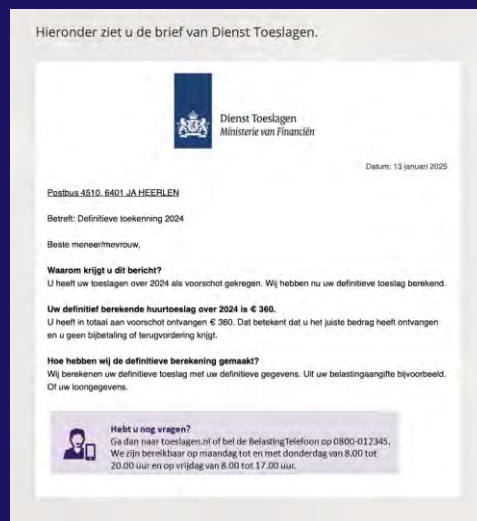 Hieronder ziet u de brief van Dienst Toeslagen.
Dienst Toeslagen
Ministerie van Financiën
Datum: 13 januari 2025
Postbus 4510, 6401 JA HEERLEN
Betreft: Definitieve toekenning 2024
Beste meneer/mevrouw,
Waarom krijgt u dit bericht?
U heeft uw toeslagen over 2024 als voorschot gekregen. Wij hebben nu uw definitieve toeslag berekend.
Uw definitief berekende huurtoeslag over 2024 is € 360.
U heeft in totaal aan voorschot ontvangen € 360. Dat betekent dat u het juiste bedrag heeft ontvangen
en u geen bijbetaling of terugvordering krijgt.
Hoe hebben wij de definitieve berekening gemaakt?
Wij berekenen uw definitieve toeslag met uw definitieve gegevens. Uit uw belastingaangifte bijvoorbeeld.
Of uw loongegevens.
Hebt u nog vragen?
Ga dan naar toeslagen.nl of bel de BelastingTelefoon op 0800-012345.
We zijn bereikbaar op maandag tot en met donderdag van 8.00 tot
20.00 uur en op vrijdag van 8.00 tot 17.00 uur.